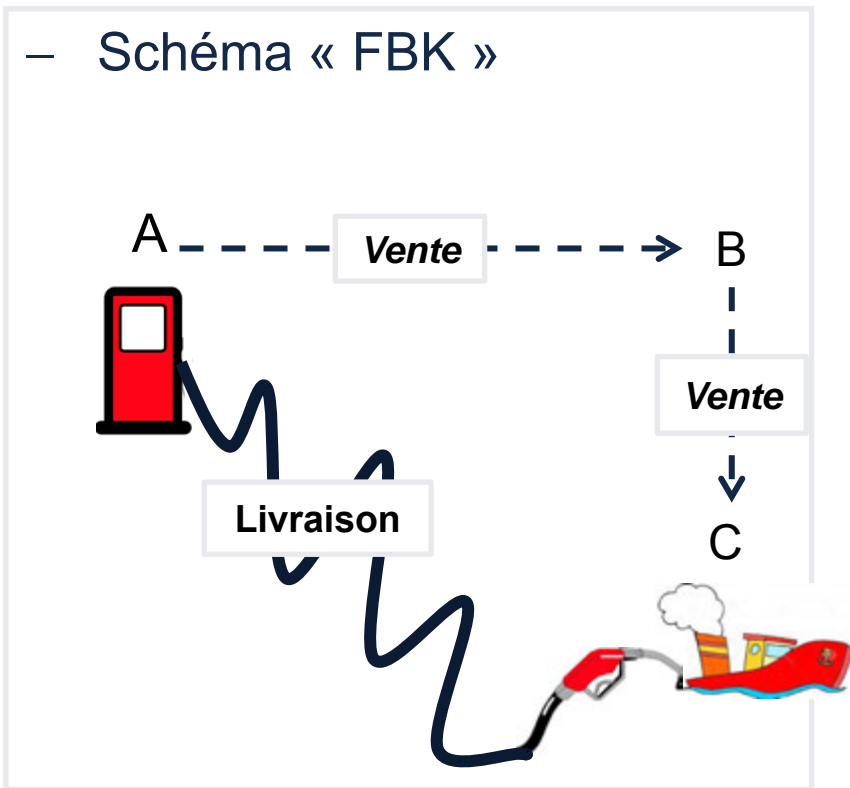 – Schéma « FBK »
A
Vente
B
Vente
Livraison
C